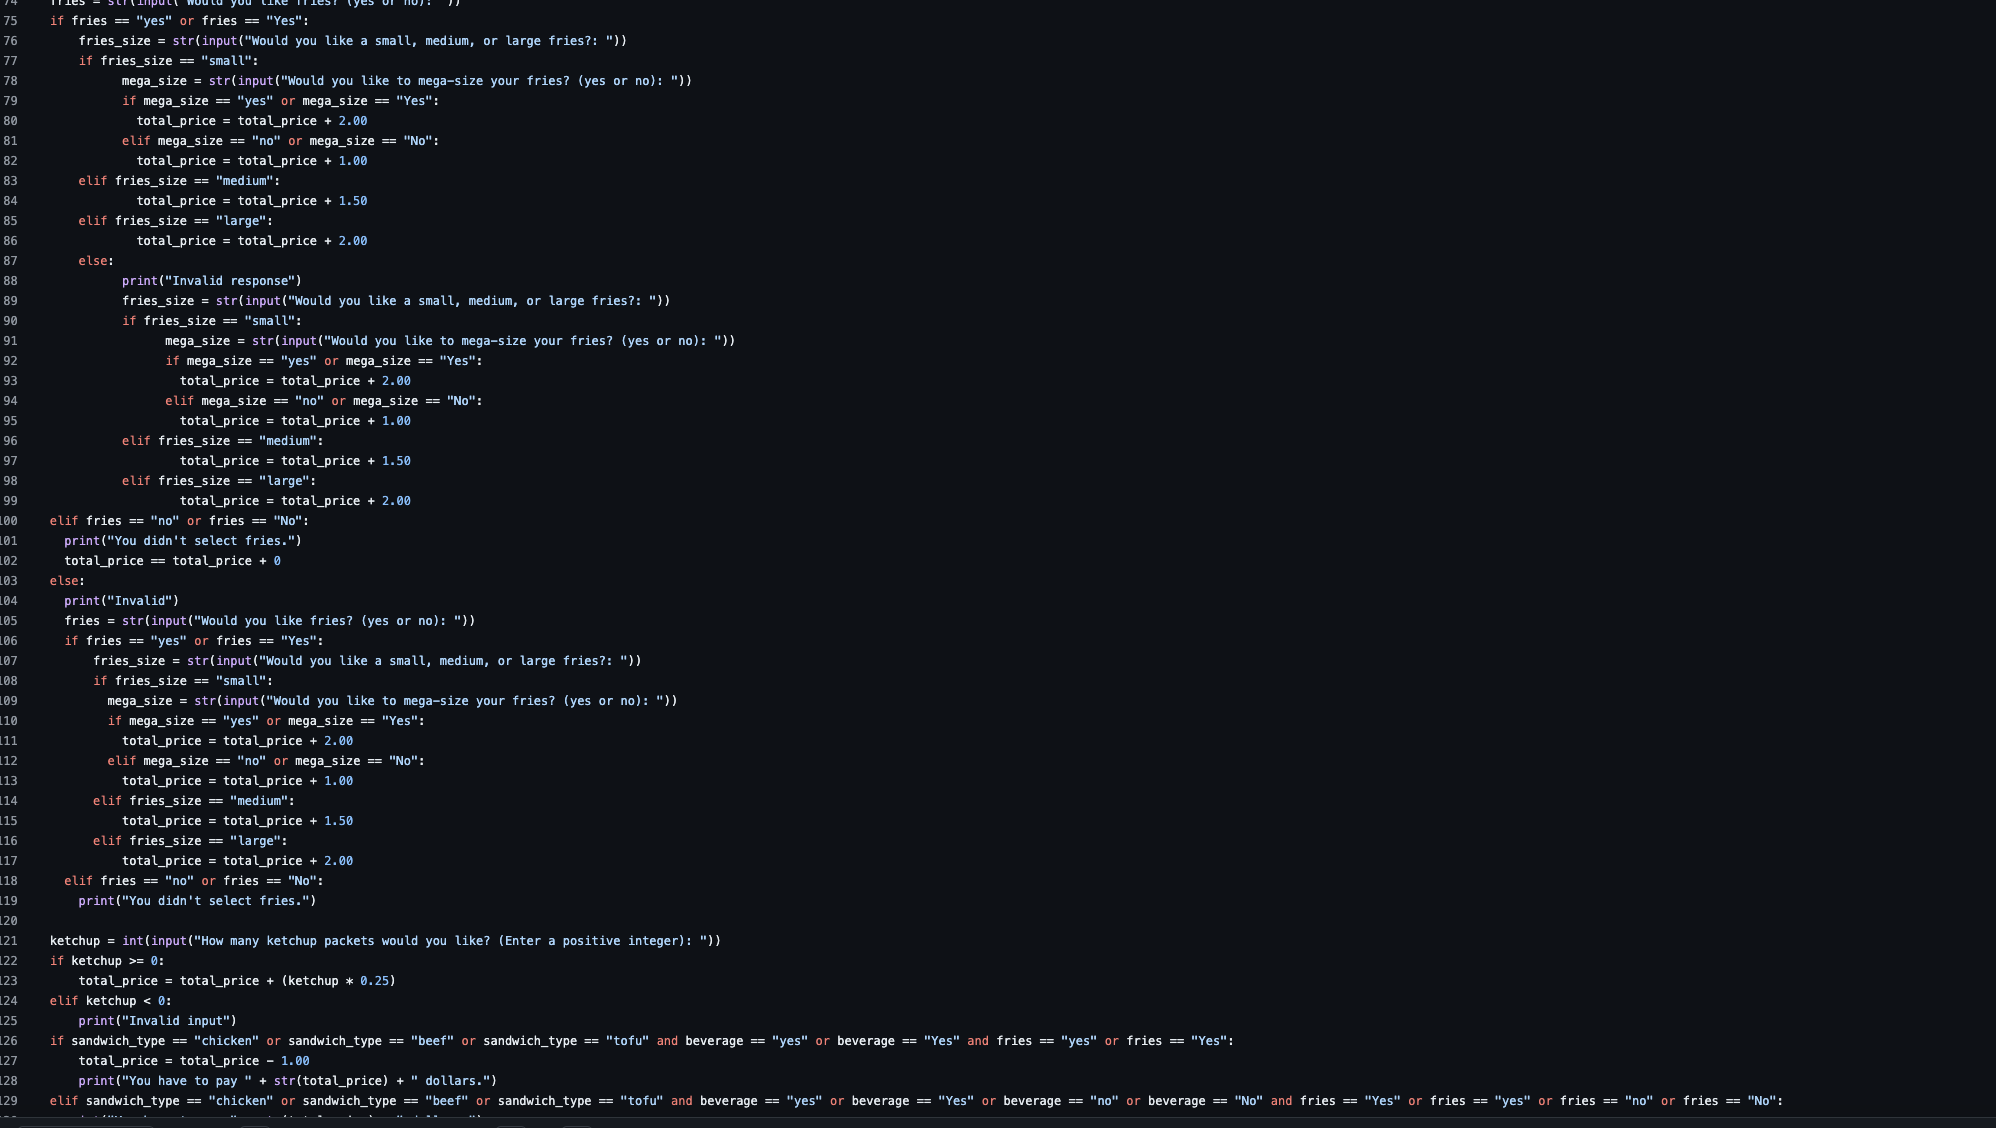 74 fries = str(input("Would you like fries? (yes or no): "))
75 if fries == "yes" or fries == "Yes":
76 fries_size = str(input("Would you like a small, medium, or large fries?: "))
77 if fries_size == "small":
78 mega_size = str(input("Would you like to mega-size your fries? (yes or no): "))
79 if mega_size == "yes" or mega_size == "Yes":
80 total_price = total_price + 2.00
81 elif mega_size == "no" or mega_size == "No":
82 total_price = total_price + 1.00
83 elif fries_size == "medium":
84 total_price = total_price + 1.50
85 elif fries_size == "large":
86 total_price = total_price + 2.00
87 else:
88 print("Invalid response")
89 fries_size = str(input("Would you like a small, medium, or large fries?: "))
90 if fries_size == "small":
91 mega_size = str(input("Would you like to mega-size your fries? (yes or no): "))
92 if mega_size == "yes" or mega_size == "Yes":
93 total_price = total_price + 2.00
94 elif mega_size == "no" or mega_size == "No":
95 total_price = total_price + 1.00
96 elif fries_size == "medium":
97 total_price = total_price + 1.50
98 elif fries_size == "large":
99 total_price = total_price + 2.00
100 elif fries == "no" or fries == "No":
101 print("You didn't select fries.")
102 total_price == total_price + 0
103 else:
104 print("Invalid")
105 fries = str(input("Would you like fries? (yes or no): "))
106 if fries == "yes" or fries == "Yes":
107 fries_size = str(input("Would you like a small, medium, or large fries?: "))
108 if fries_size == "small":
109 mega_size = str(input("Would you like to mega-size your fries? (yes or no): "))
110 if mega_size == "yes" or mega_size == "Yes":
111 total_price = total_price + 2.00
112 elif mega_size == "no" or mega_size == "No":
113 total_price = total_price + 1.00
114 elif fries_size == "medium":
115 total_price = total_price + 1.50
116 elif fries_size == "large":
117 total_price = total_price + 2.00
118 elif fries == "no" or fries == "No":
119 print("You didn't select fries.")
120
121 ketchup = int(input("How many ketchup packets would you like? (Enter a positive integer): "))
122 if ketchup >= 0:
123 total_price = total_price + (ketchup * 0.25)
124 elif ketchup < 0:
125 print("Invalid input")
126 if sandwich_type == "chicken" or sandwich_type == "beef" or sandwich_type == "tofu" and beverage == "yes" or beverage == "Yes" and fries == "yes" or fries == "Yes":
127 total_price = total_price - 1.00
128 print("You have to pay " + str(total_price) + " dollars.")
129 elif sandwich_type == "chicken" or sandwich_type == "beef" or sandwich_type == "tofu" and beverage == "yes" or beverage == "Yes" or beverage == "no" or beverage == "No" and fries == "Yes" or fries == "yes" or fries == "no" or fries == "No":